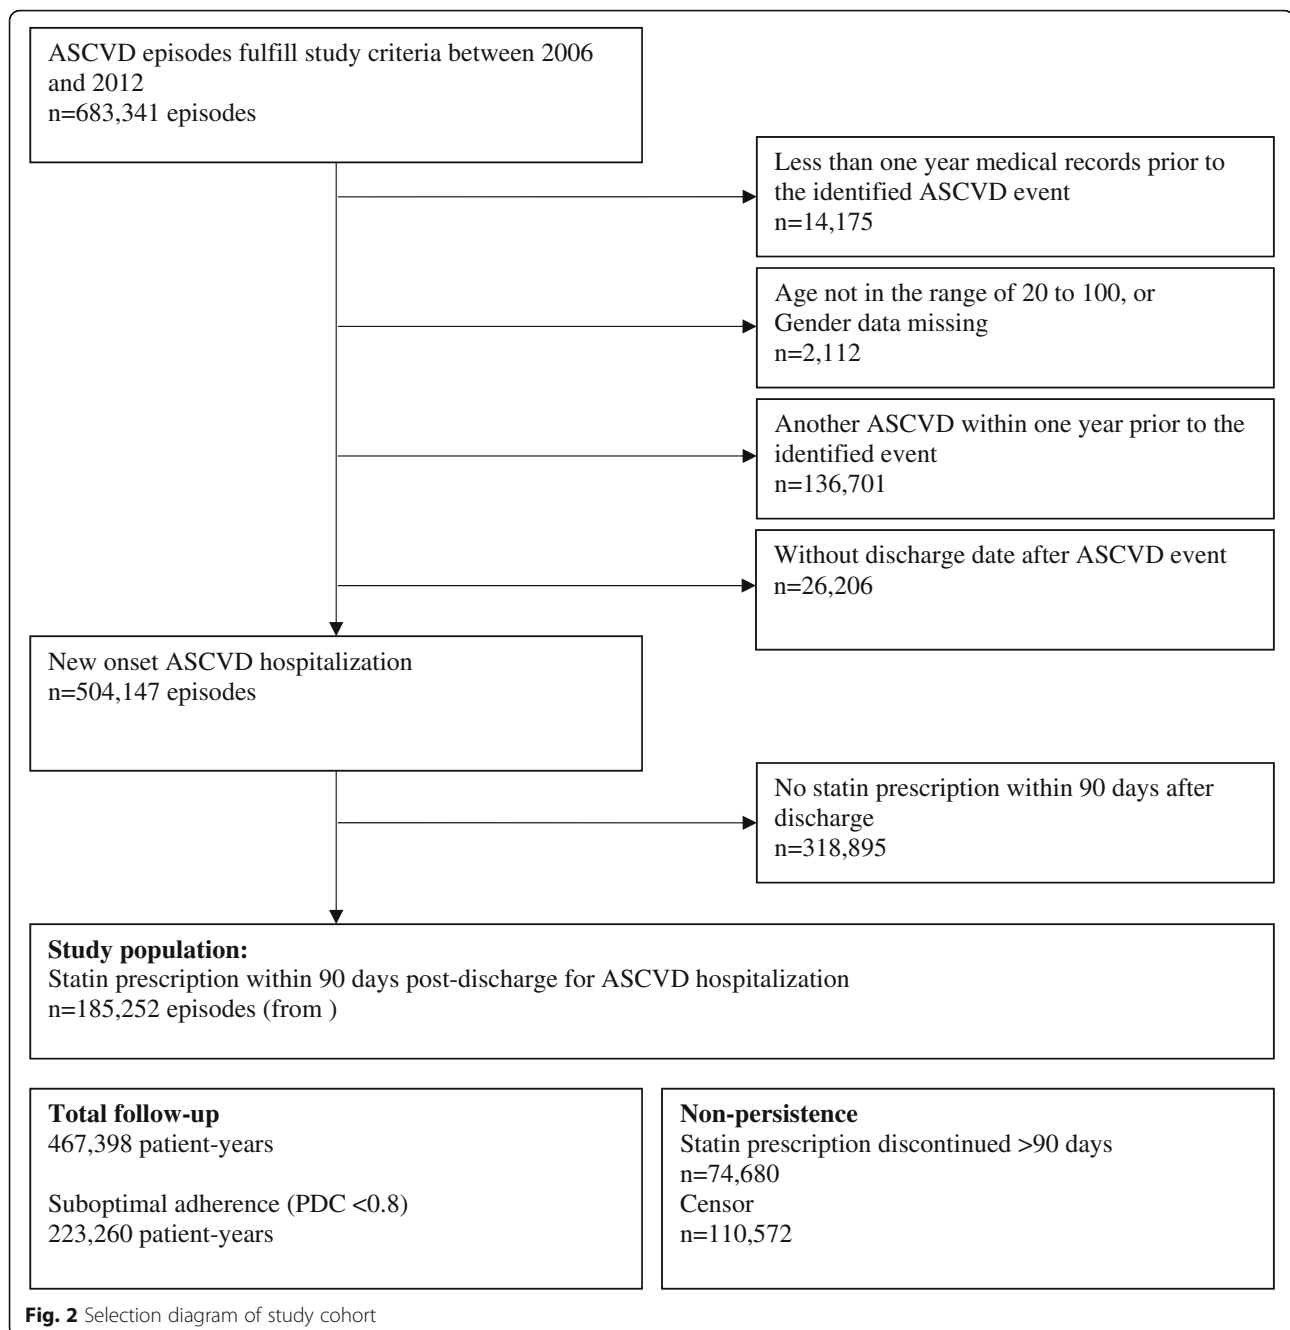 ASCVD episodes fulfill study criteria between 2006
and 2012
n=683,341 episodes
Less than one year medical records prior to
the identified ASCVD event
n=14,175
Age not in the range of 20 to 100, or
Gender data missing
n=2,112
Another ASCVD within one year prior to the
identified event
n=136,701
Without discharge date after ASCVD event
n=26,206
New onset ASCVD hospitalization
n=504,147 episodes
No statin prescription within 90 days after
discharge
n=318,895
Study population:
Statin prescription within 90 days post-discharge for ASCVD hospitalization
n=185,252 episodes (from )
Total follow-up
467,398 patient-years
Suboptimal adherence (PDC <0.8)
223,260 patient-years
Non-persistence
Statin prescription discontinued >90 days
n=74,680
Censor
n=110,572
Fig. 2 Selection diagram of study cohort